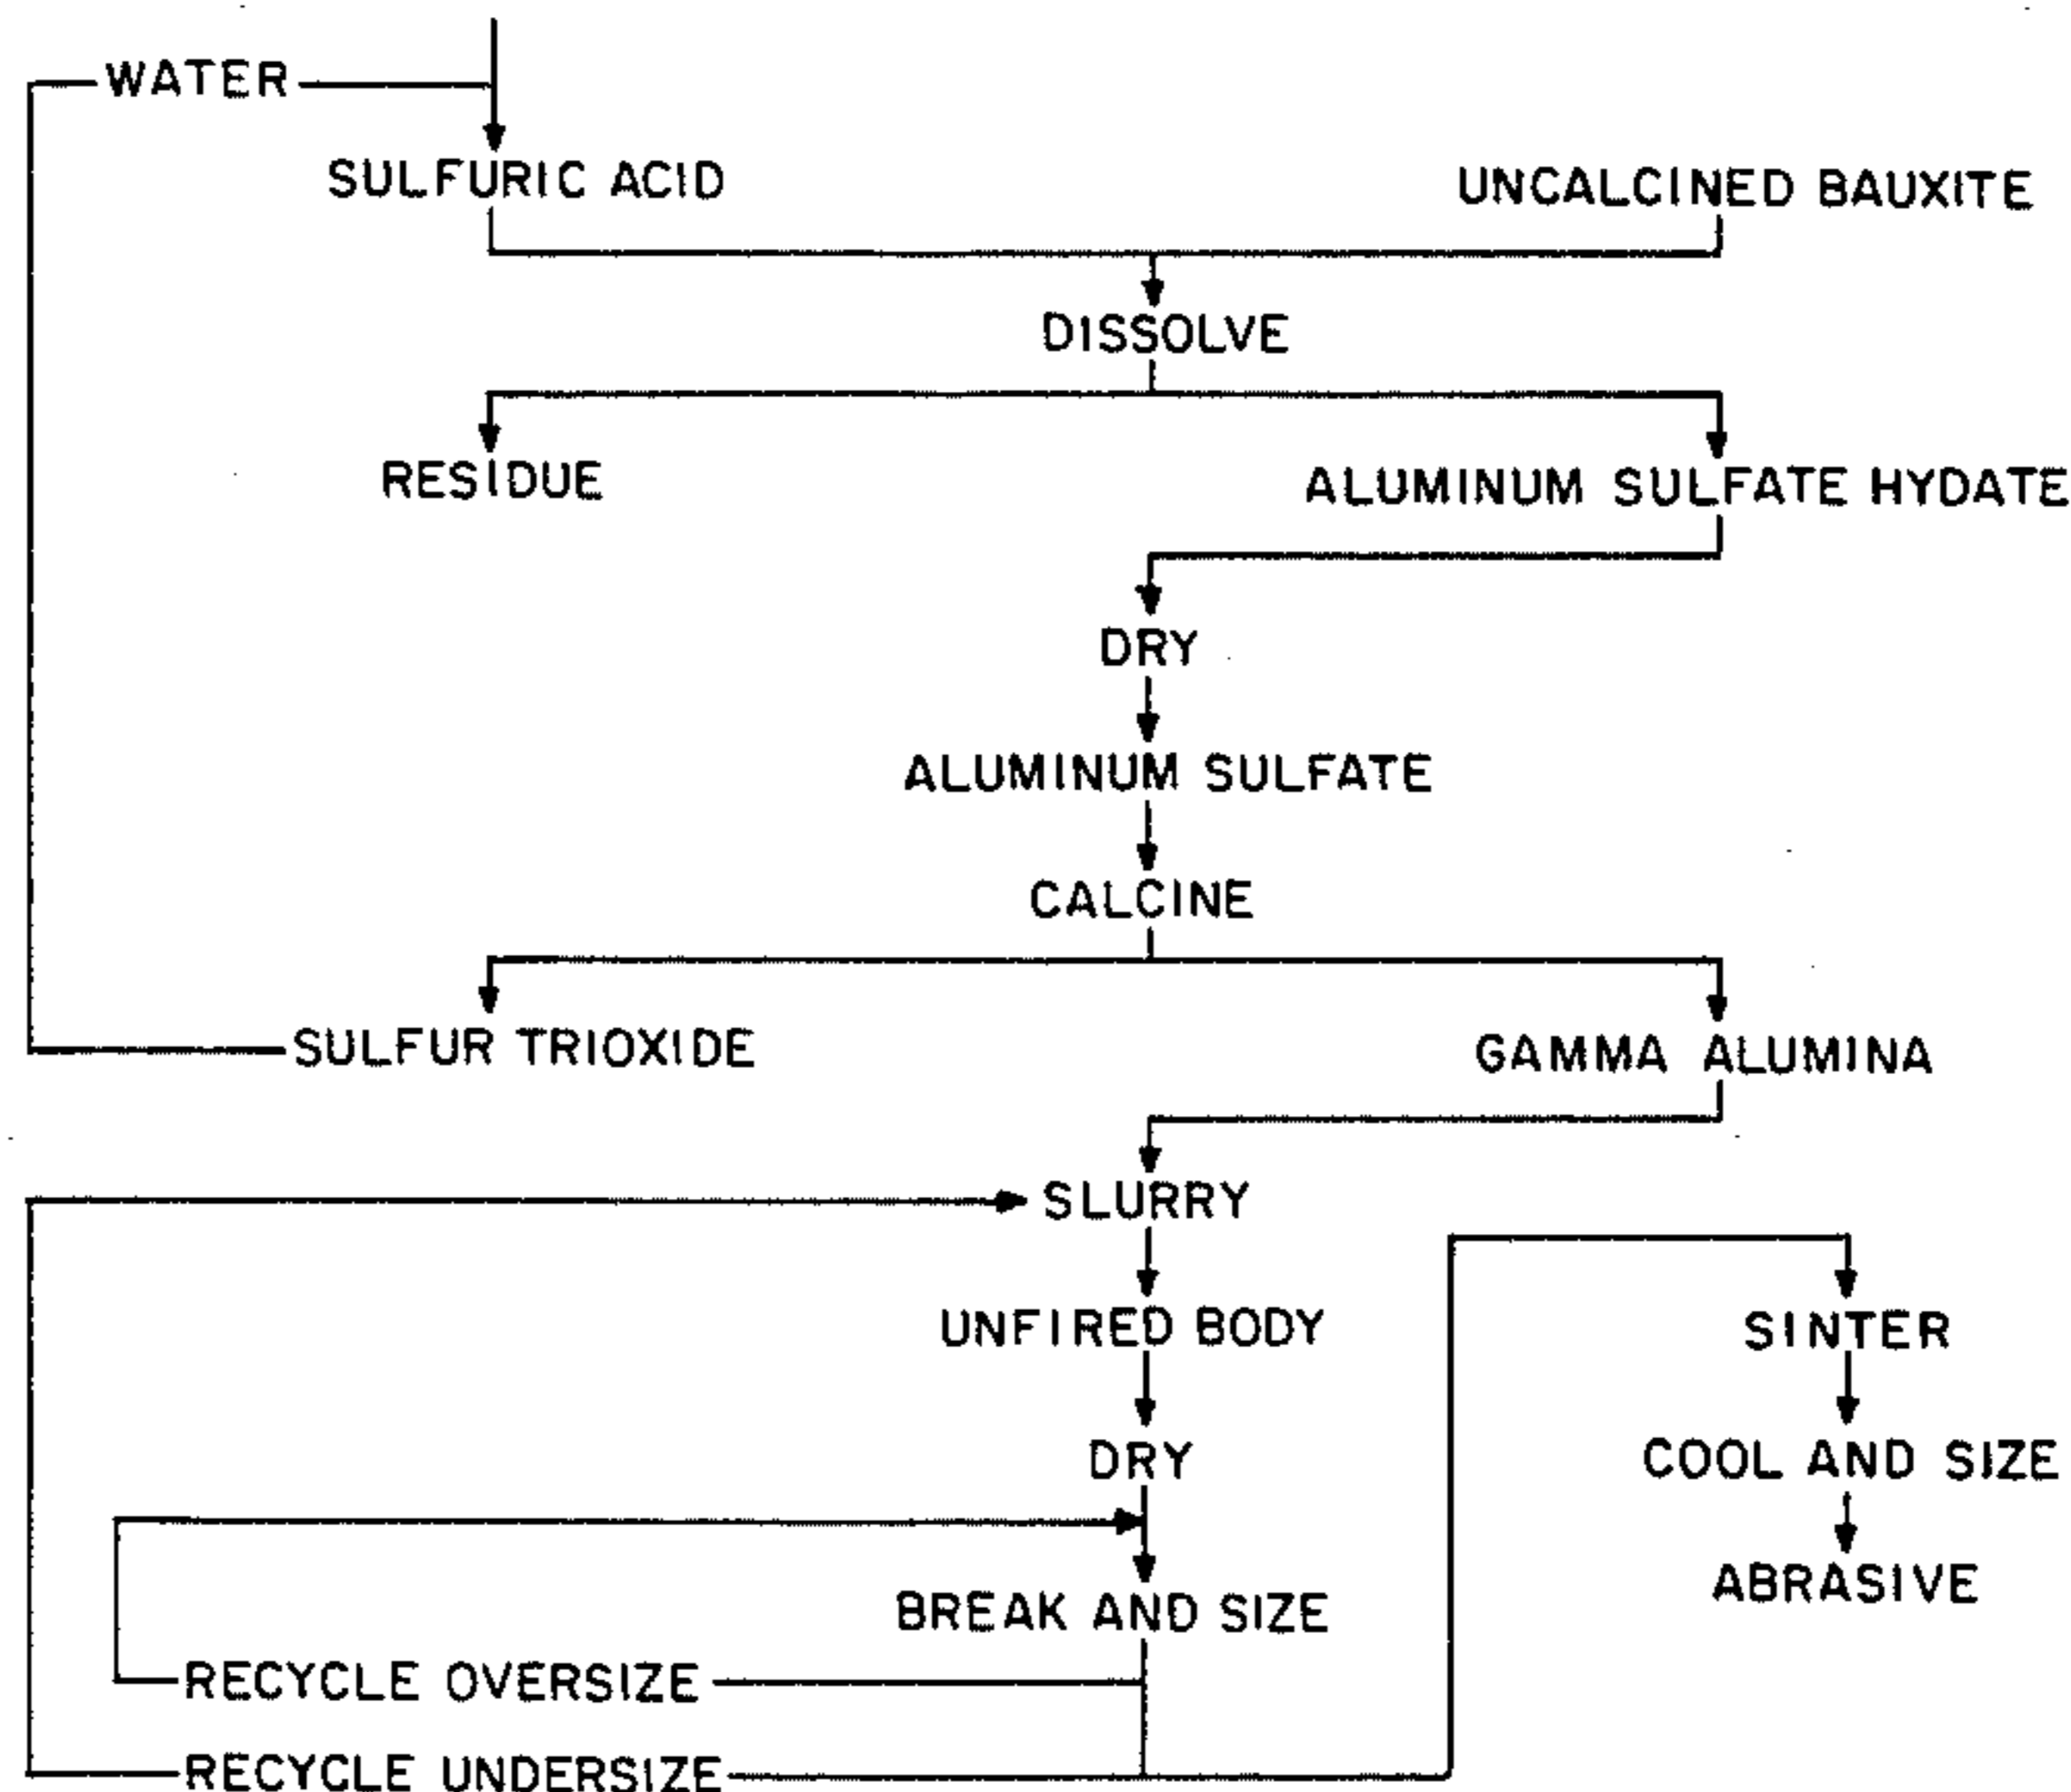 WATER
SULFURIC ACID
UNCALCINED BAUXITE
DISSOLVE
RESIDUE
ALUMINUM SULFATE HYDATE
DRY
ALUMINUM SULFATE
CALCINE
SULFUR TRIOXIDE
GAMMA ALUMINA
SLURRY
UNFIRED BODY
SINTER
DRY
COOL AND SIZE
ABRASIVE
BREAK AND SIZE
RECYCLE OVERSIZE
RECYCLE UNDERSIZE